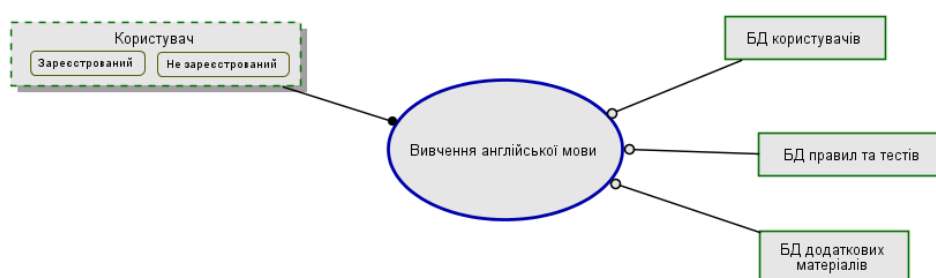 Користувач
Зареєстрований
Не зареєстрований
Вивчення англійської мови
БД користувачів
БД правил та тестів
БД додаткових
матеріалів